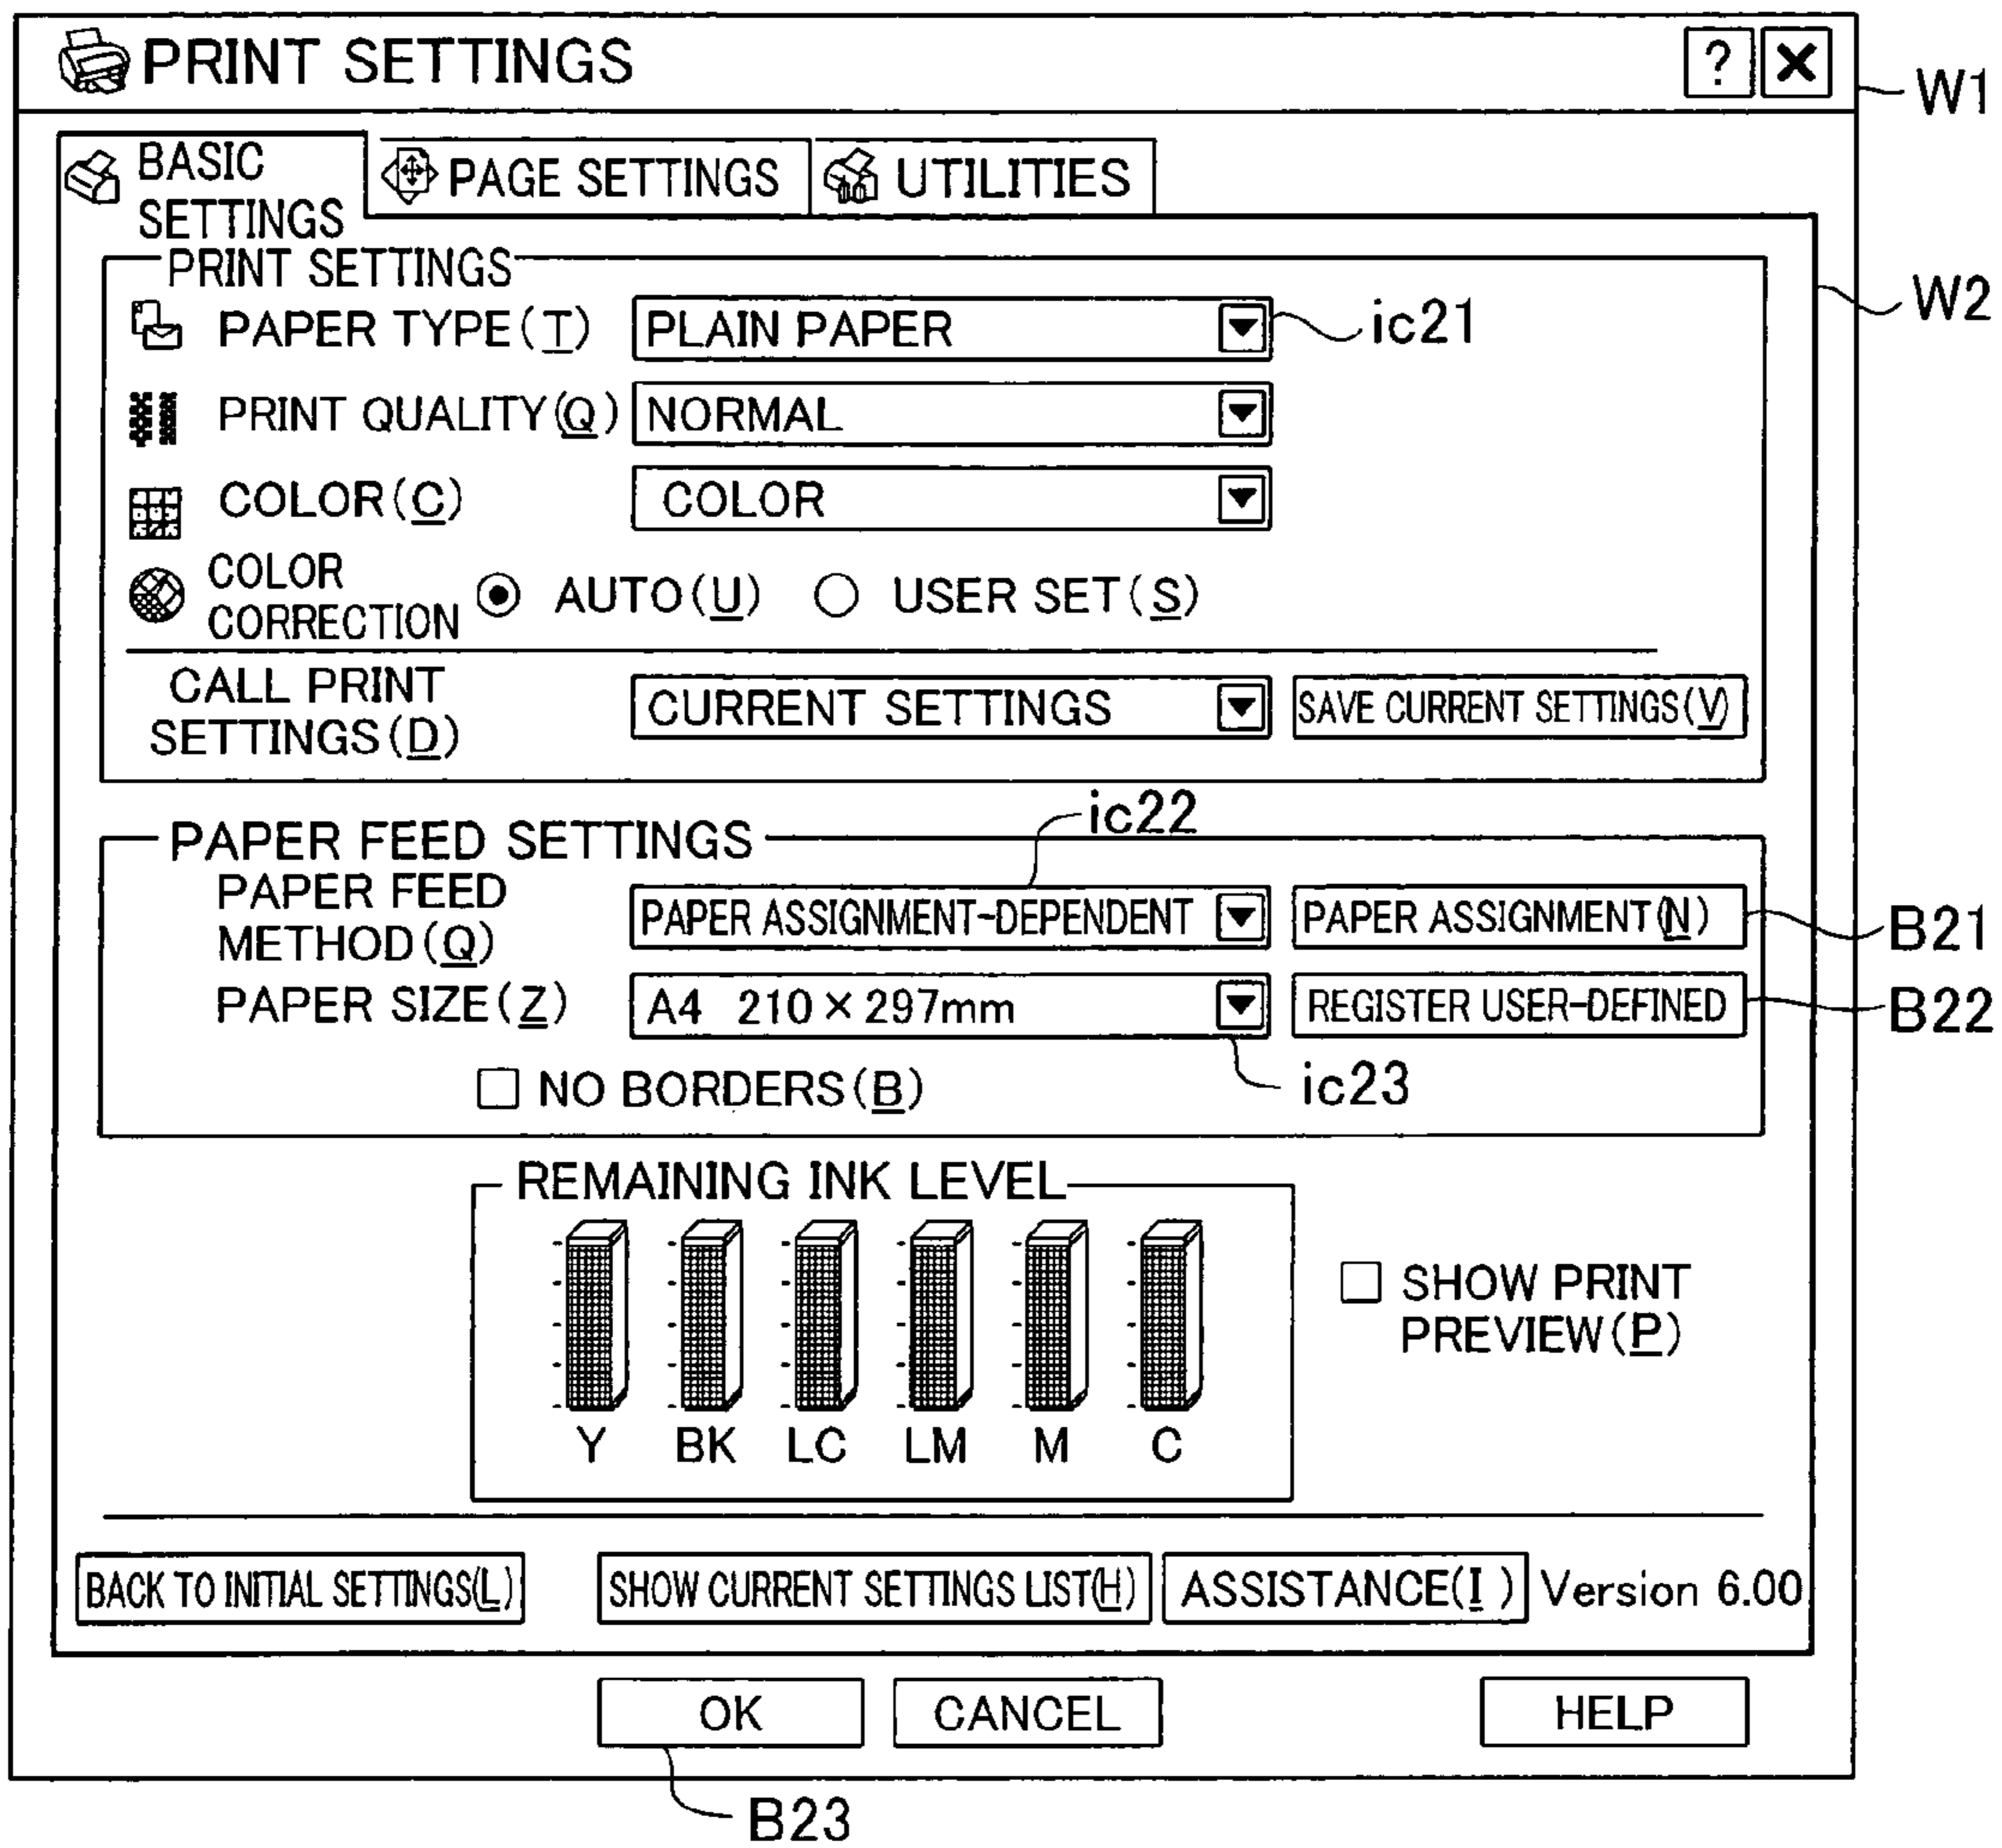 PRINT SETTINGS ?
W1
BASIC
SETTINGS
PAGE SETTINGS
UTILITIES
W2
PRINT SETTINGS
PAPER TYPE(T) PLAIN PAPER
ic21
PRINT QUALITY(Q) NORMAL
COLOR(C) COLOR
COLOR
CORRECTION
AUTO(U) USER SET(S)
CALL PRINT
SETTINGS(D)
CURRENT SETTINGS
SAVE CURRENT SETTINGS(V)
ic22
PAPER FEED SETTINGS
PAPER FEED
METHOD(Q)
PAPER ASSIGNMENT-DEPENDENT
PAPER ASSIGNMENT(N)
B21
PAPER SIZE(Z) A4 210×297mm
REGISTER USER-DEFINED
B22
NO BORDERS(B)
ic23
REMAINING INK LEVEL
Y BK LC LM M C
SHOW PRINT
PREVIEW(P)
BACK TO INITIAL SETTINGS(L)
SHOW CURRENT SETTINGS LIST(H)
ASSISTANCE(I)
Version 6.00
OK
CANCEL
HELP
B23